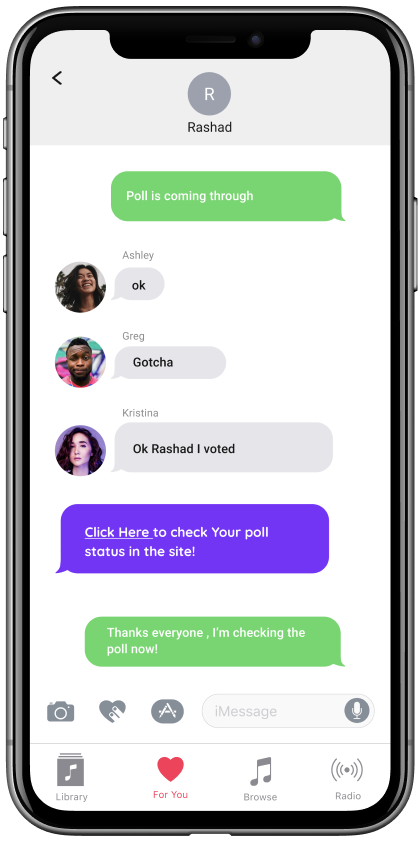 R
Rashad
Poll is coming through
Ashley
ok
Greg
Gotcha
Kristina
Ok Rashad I voted
Click Here to check Your poll
status in the site!
Thanks everyone , I'm checking the
poll now!
iMessage
Library
For You
Browse
Radio